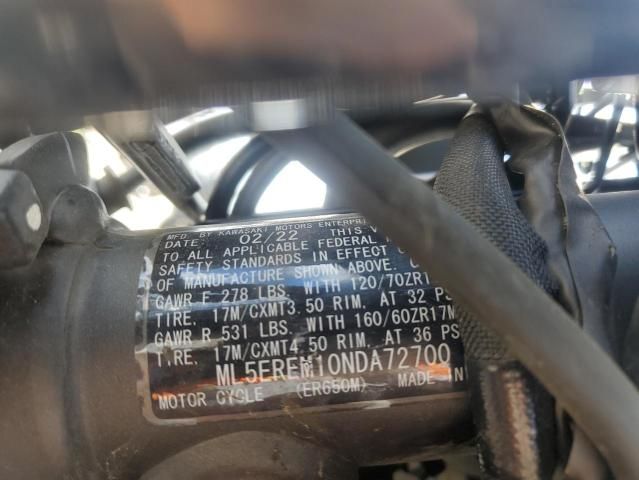 MFD. BY KAWASAKI MOTORS ENTERPRI
DATE: 02/22 THIS V
TO ALL APPLICABLE FEDERAL
SAFETY STANDARDS IN EFFECT
OF MANUFACTURE SHOWN ABOVE.
GAWR F 278 LBS. WITH 120/70ZR1
TIRE. 17M/CXMT3.50 RIM. AT 32 PS
GAWR R 531 LBS. WITH 160/60ZR17M
TIRE. 17M/CXMT4.50 RIM. AT 36 PS
ML5EREM10NDA72700
MOTOR CYCLE (ER650M) MADE IN